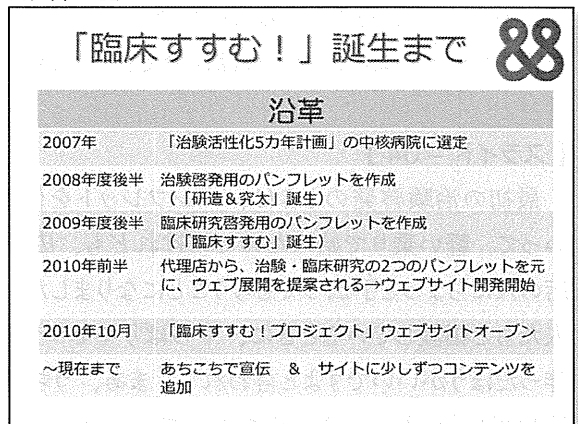 「臨床すすむ！」誕生まで
沿革
2007年 「治験活性化5カ年計画」の中核病院に選定
2008年度後半 治験啓発用のパンフレットを作成
（「研造＆究太」誕生）
2009年度後半 臨床研究啓発用のパンフレットを作成
（「臨床すすむ」誕生）
2010年前半 代理店から、治験・臨床研究の2つのパンフレットを元
に、ウェブ展開を提案される→ウェブサイト開発開始
2010年10月 「臨床すすむ！プロジェクト」ウェブサイトオープン
～現在まで あちこちで宣伝 ＆ サイトに少しずつコンテンツを
追加